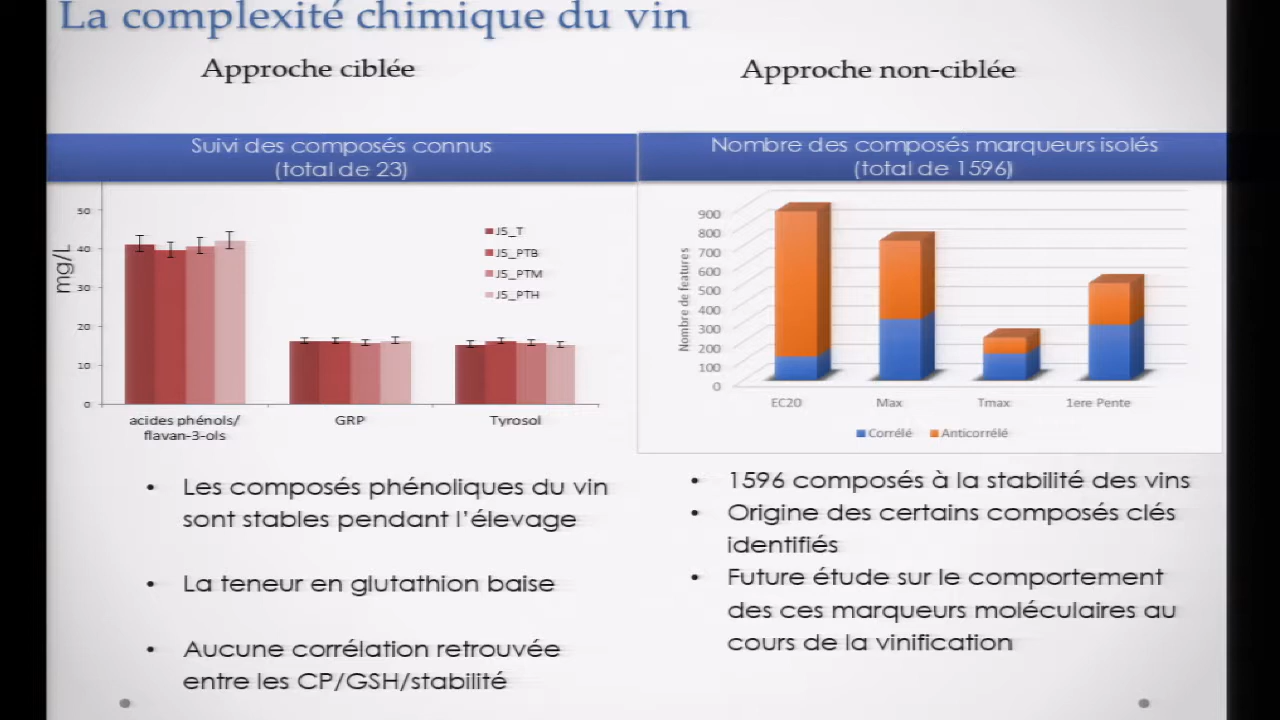 La complexité chimique du vin
Approche ciblée
Approche non-ciblée
Suivi des composés connus
(total de 23)
mg/L
50
40
30
20
10
0
J5_T
J5_PTB
J5_PTM
J5_PTH
acides phénols/
flavan-3-ols
GRP
Tyrosol
Les composés phénoliques du vin
sont stables pendant l'élevage
La teneur en glutathion baise
Aucune corrélation retrouvée
entre les CP/GSH/stabilité
Nombre des composés marqueurs isolés
(total de 1596)
Nombre de features
900
800
700
600
500
400
300
200
100
0
EC20
Max
Tmax
1ere Pente
Corrélé
Anticorrélé
1596 composés à la stabilité des vins
Origine des certains composés clés
identifiés
Future étude sur le comportement
des ces marqueurs moléculaires au
cours de la vinification